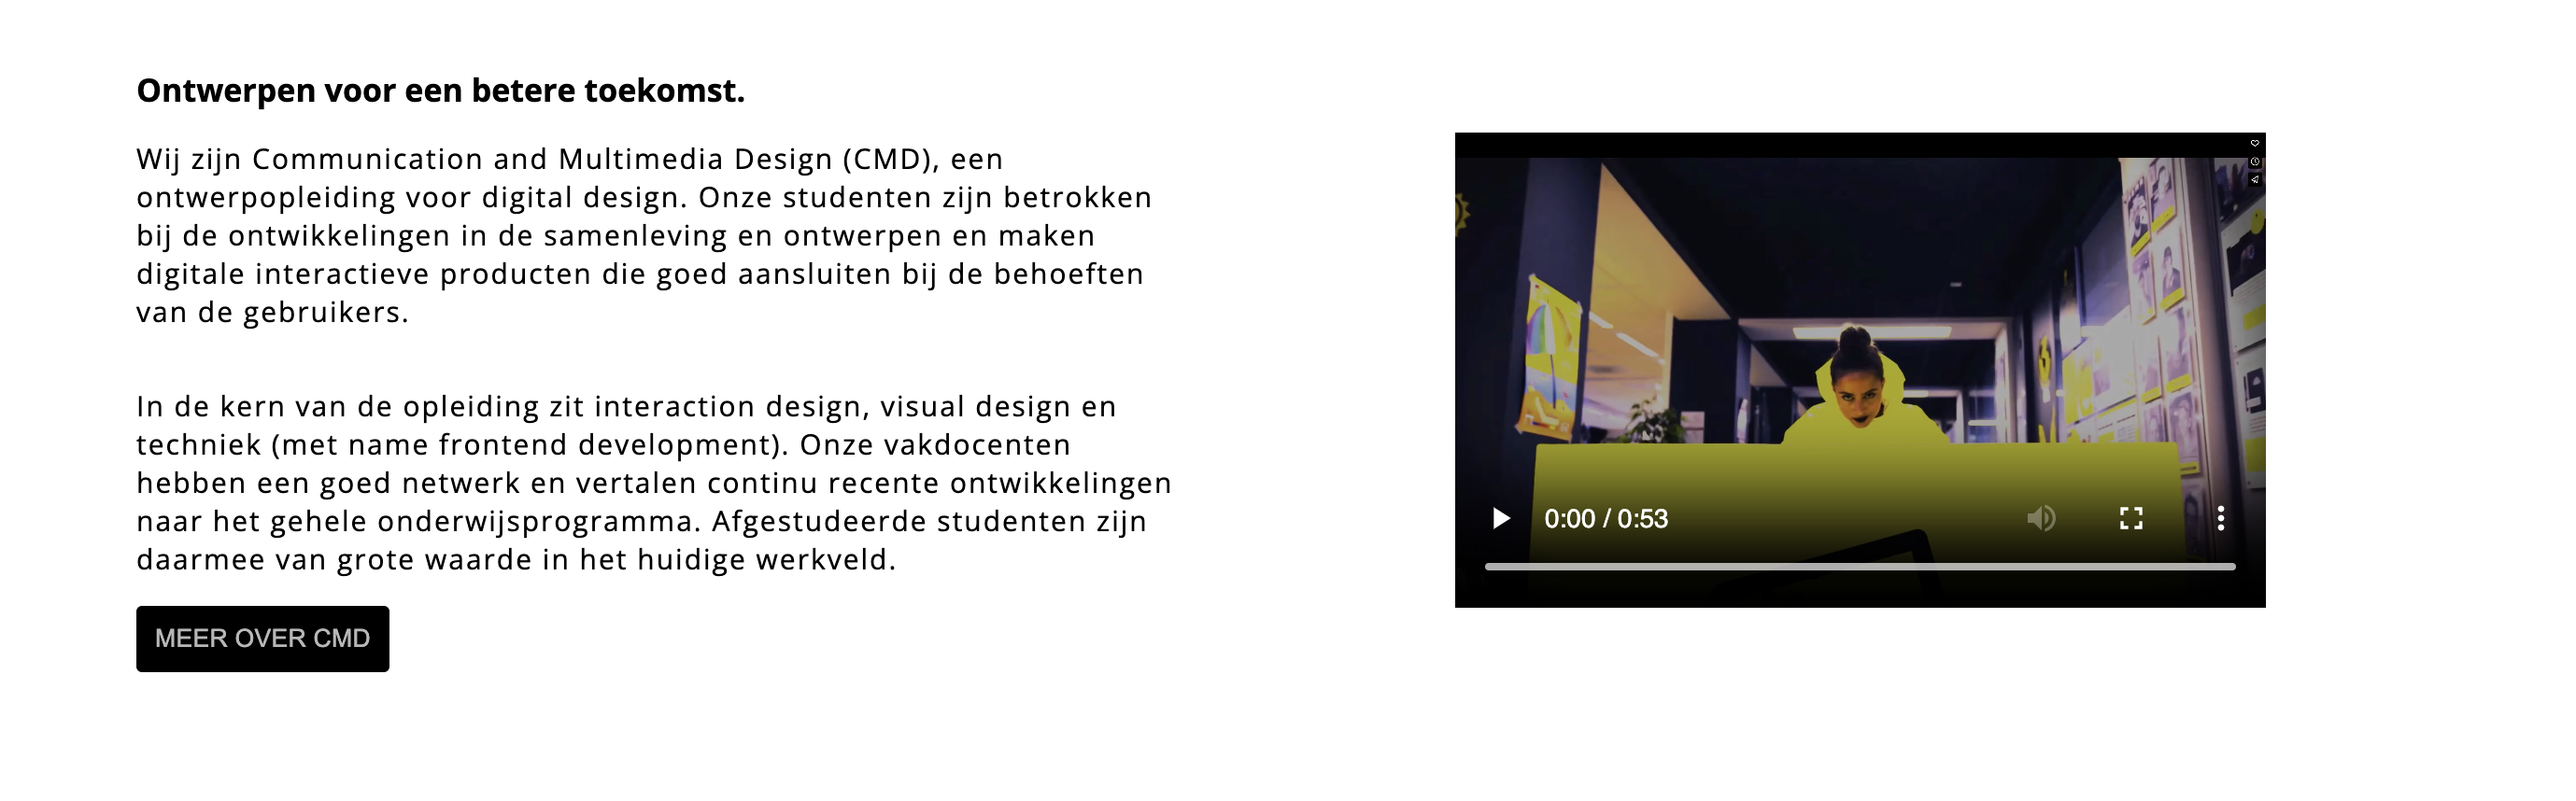 Ontwerpen voor een betere toekomst.
Wij zijn Communication and Multimedia Design (CMD), een
ontwerpopleiding voor digital design. Onze studenten zijn betrokken
bij de ontwikkelingen in de samenleving en ontwerpen en maken
digitale interactieve producten die goed aansluiten bij de behoeften
van de gebruikers.
In de kern van de opleiding zit interaction design, visual design en
techniek (met name frontend development). Onze vakdocenten
hebben een goed netwerk en vertalen continu recente ontwikkelingen
naar het gehele onderwijsprogramma. Afgestudeerde studenten zijn
daarmee van grote waarde in het huidige werkveld.
MEER OVER CMD
0:00 / 0:53